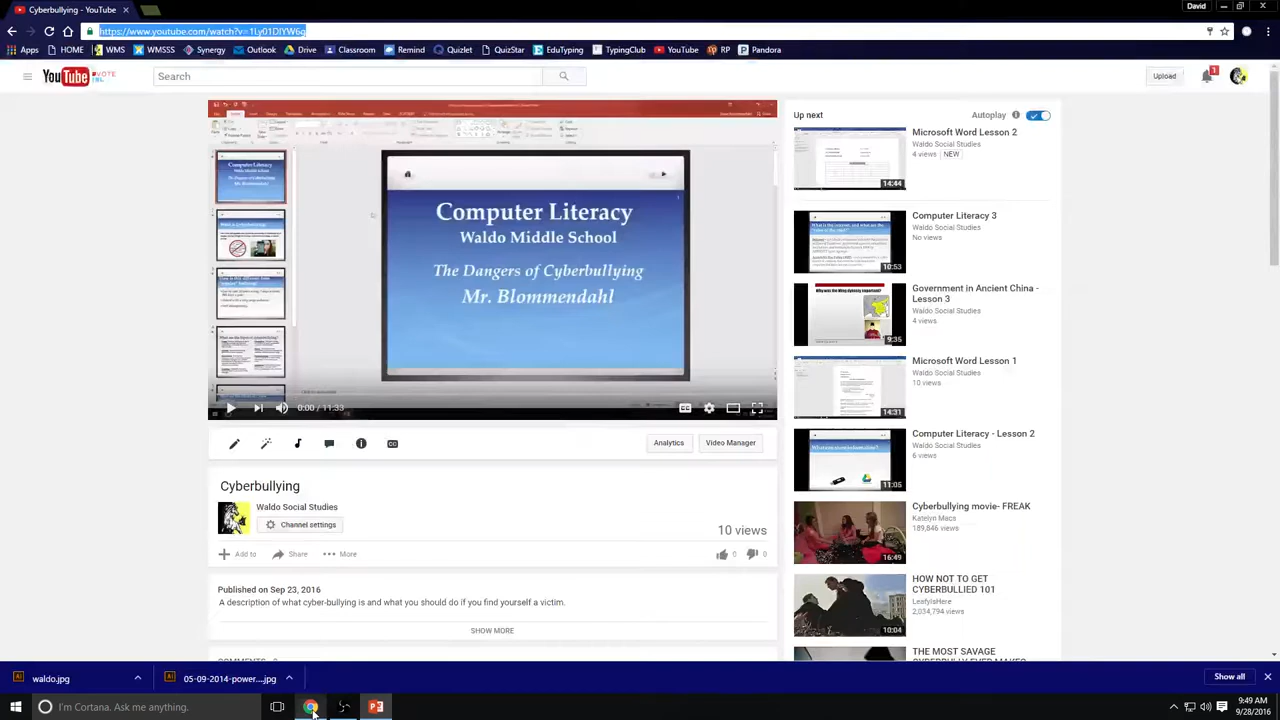 Cyberbullying - YouTube
David
https://www.youtube.com/watch?v=1Ly01DIYW6g
Apps HOME WMS WMSSS Synergy Outlook Drive Classroom Remind Quizlet QuizStar EduTyping TypingClub YouTube RP Pandora
YouTube
Search
Upload
1
Computer Literacy
Waldo Middle School
The Dangers of Cyberbullying
Mr. Blommendahl
0:00 / 11:33
Analytics
Video Manager
Cyberbullying
Waldo Social Studies
Channel settings
10 views
Add to Share More
0 0
Published on Sep 23, 2016
A description of what cyber-bullying is and what you should do if you find yourself a victim.
SHOW MORE
Up next
Autoplay
Microsoft Word Lesson 2
Waldo Social Studies
4 views NEW
14:44
Computer Literacy 3
Waldo Social Studies
No views
10:53
Government in Ancient China -
Lesson 3
Waldo Social Studies
4 views
9:35
Microsoft Word Lesson 1
Waldo Social Studies
10 views
14:31
Computer Literacy - Lesson 2
Waldo Social Studies
6 views
11:05
Cyberbullying movie- FREAK
Katelyn Macs
189,846 views
16:49
HOW NOT TO GET
CYBERBULLIED 101
LeafyIsHere
2,034,794 views
10:04
THE MOST SAVAGE
waldo.jpg
05-09-2014-power....jpg
Show all
I'm Cortana. Ask me anything.
9:49 AM
9/28/2016